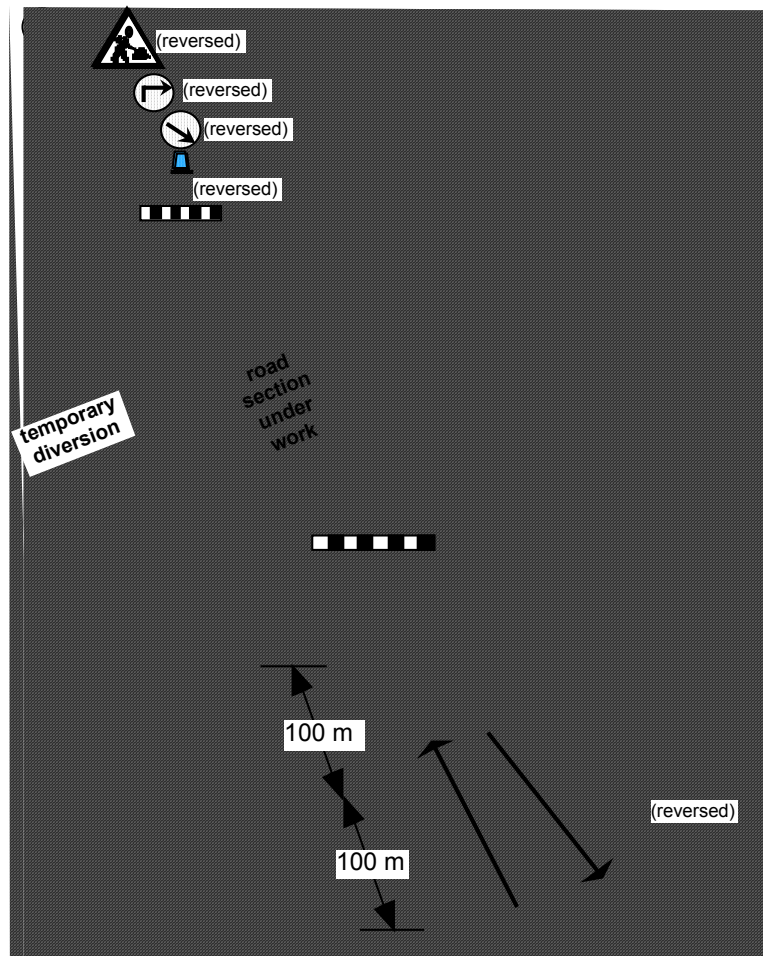 (reversed)
(reversed)
(reversed)
(reversed)
road
section
under
work
temporary
diversion
100 m
(reversed)
100 m